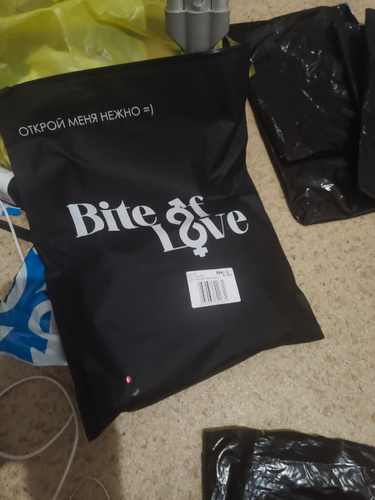 ОТКРОЙ МЕНЯ НЕЖНО =)
Bite of
Love